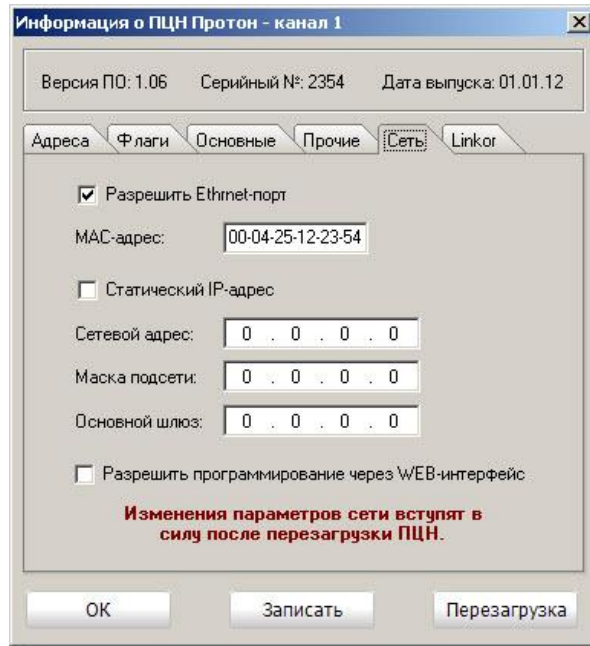 Информация о ПЦН Протон - канал 1
Версия ПО: 1.06 Серийный №: 2354 Дата выпуска: 01.01.12
Адреса Флаги Основные Прочие Сеть Linkor
Разрешить Ethrnet-порт
MAC-адрес: 00-04-25-12-23-54
Статический IP-адрес
Сетевой адрес: 0 . 0 . 0 . 0
Маска подсети: 0 . 0 . 0 . 0
Основной шлюз: 0 . 0 . 0 . 0
Разрешить программирование через WEB-интерфейс
Изменения параметров сети вступят в
силу после перезагрузки ПЦН.
ОК Записать Перезагрузка